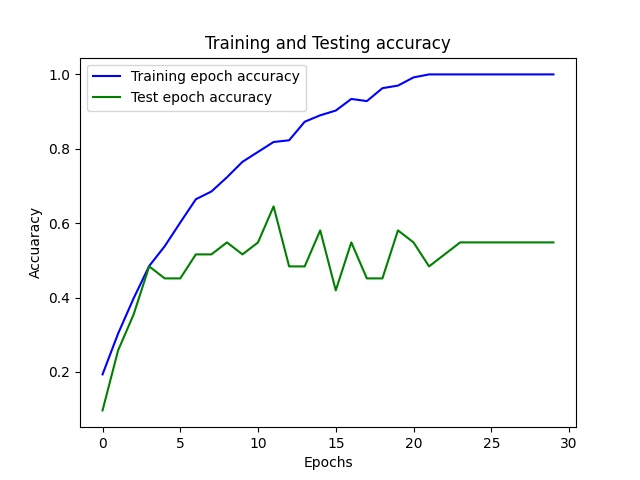 Training and Testing accuracy
Training epoch accuracy
Test epoch accuracy
1.0
0.8
0.6
0.4
0.2
Accuaracy
0 5 10 15 20 25 30
Epochs